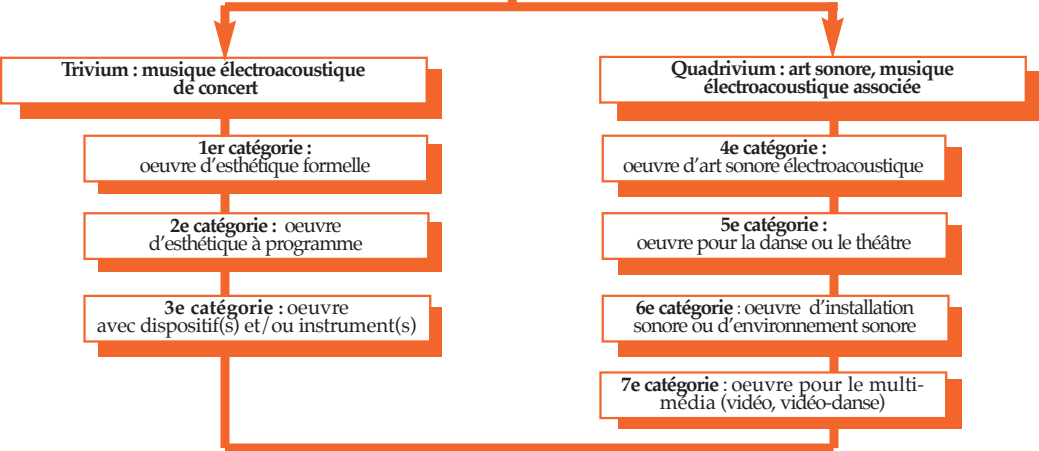 Trivium : musique électroacoustique
de concert
1er catégorie :
oeuvre d'esthétique formelle
2e catégorie : oeuvre
d'esthétique à programme
3e catégorie : oeuvre
avec dispositif(s) et/ou instrument(s)
Quadrivium : art sonore, musique
électroacoustique associée
4e catégorie :
oeuvre d'art sonore électroacoustique
5e catégorie :
oeuvre pour la danse ou le théâtre
6e catégorie : oeuvre d'installation
sonore ou d'environnement sonore
7e catégorie : oeuvre pour le multi-
média (vidéo, vidéo-danse)